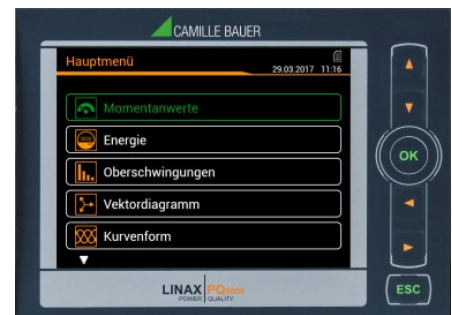 CAMILLE BAUER
Hauptmenü
29.03.2017 11:16
Momentanwerte
Energie
Oberschwingungen
Vektordiagramm
Kurvenform
OK
LINAX PQ5000
POWER QUALITY
ESC